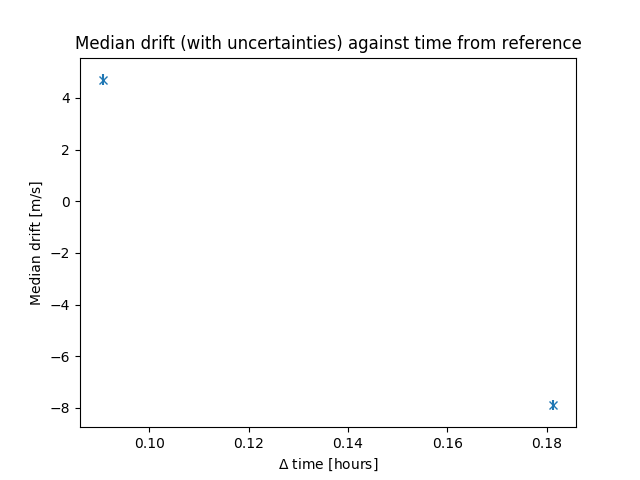 Median drift (with uncertainties) against time from reference
4
2
0
−2
−4
−6
−8
Median drift [m/s]
0.10 0.12 0.14 0.16 0.18
Δ time [hours]